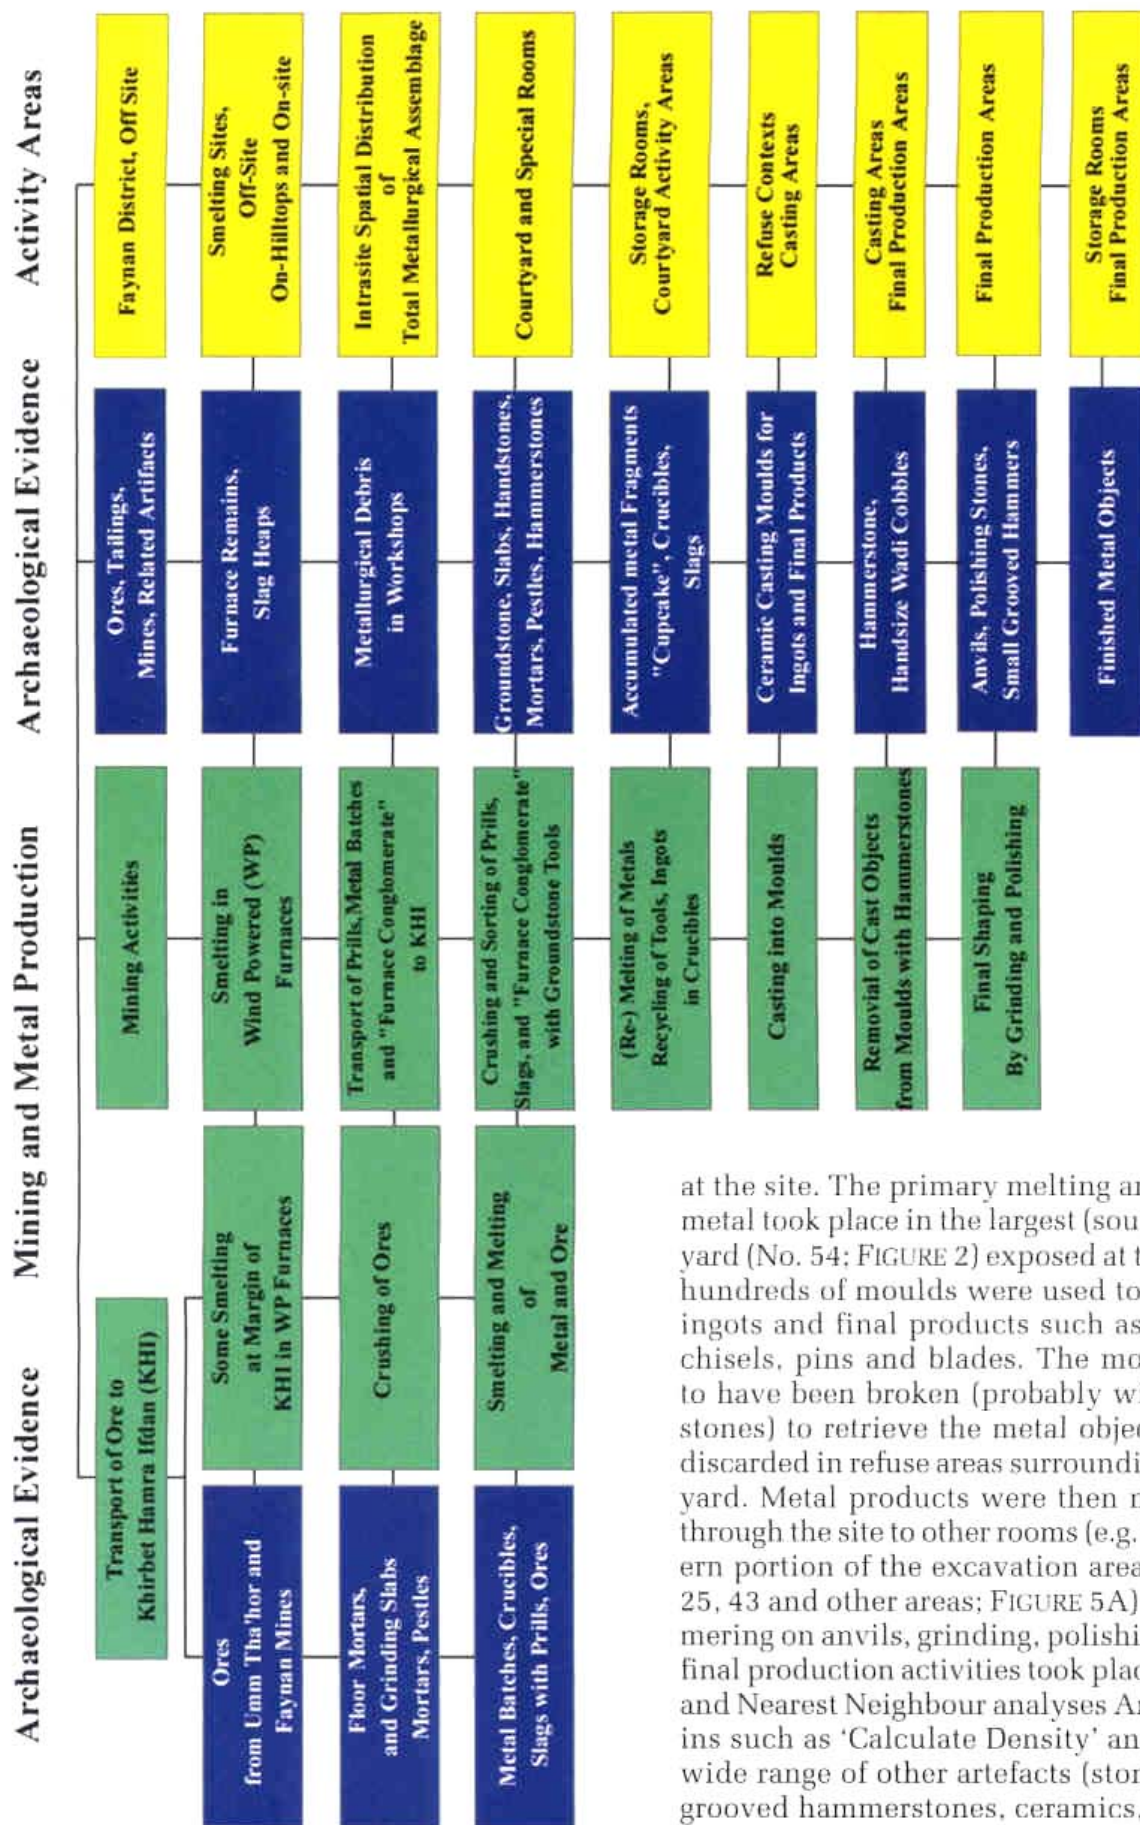 Archaeological Evidence
Mining and Metal Production
Archaeological Evidence
Activity Areas
Transport of Ore to
Khirbet Hamra Ifdan (KHI)
Mining Activities
Ores, Tailings,
Mines, Related Artifacts
Faynan District, Off Site
Ores
from Umm Tha'hor and
Faynan Mines
Some Smelting
at Margin of
KHI in WP Furnaces
Smelting in
Wind Powered (WP)
Furnaces
Furnace Remains,
Slag Heaps
Smelting Sites,
Off-Site
On-Hilltops and On-site
Floor Mortars,
and Grinding Slabs
Mortars, Pestles
Crushing of Ores
Transport of Prills, Metal Batches
and "Furnace Conglomerate"
to KHI
Metallurgical Debris
in Workshops
Intrasite Spatial Distribution
of
Total Metallurgical Assemblage
Metal Batches, Crucibles,
Slags with Prills, Ores
Smelting and Melting
of
Metal and Ore
Crushing and Sorting of Prills,
Slags, and "Furnace Conglomerate"
with Groundstone Tools
Groundstone, Slabs, Handstones,
Mortars, Pestles, Hammerstones
Courtyard and Special Rooms
(Re-) Melting of Metals
Recycling of Tools, Ingots
in Crucibles
Accumulated metal Fragments
"Cupcake", Crucibles,
Slags
Storage Rooms,
Courtyard Activity Areas
Casting into Moulds
Ceramic Casting Moulds for
Ingots and Final Products
Refuse Contexts
Casting Areas
Removial of Cast Objects
from Moulds with Hammerstones
Hammerstone,
Handsize Wadi Cobbles
Casting Areas
Final Production Areas
Final Shaping
By Grinding and Polishing
Anvils, Polishing Stones,
Small Grooved Hammers
Final Production Areas
Finished Metal Objects
Storage Rooms
Final Production Areas
at the site. The primary melting an
metal took place in the largest (sou
yard (No. 54; FIGURE 2) exposed at t
hundreds of moulds were used to
ingots and final products such as
chisels, pins and blades. The mo
to have been broken (probably wi
stones) to retrieve the metal objec
discarded in refuse areas surroundi
yard. Metal products were then n
through the site to other rooms (e.g.
ern portion of the excavation area
25, 43 and other areas; FIGURE 5A)
mering on anvils, grinding, polishi
final production activities took plac
and Nearest Neighbour analyses Ar
ins such as 'Calculate Density' an
wide range of other artefacts (ston
grooved hammerstones, ceramics,